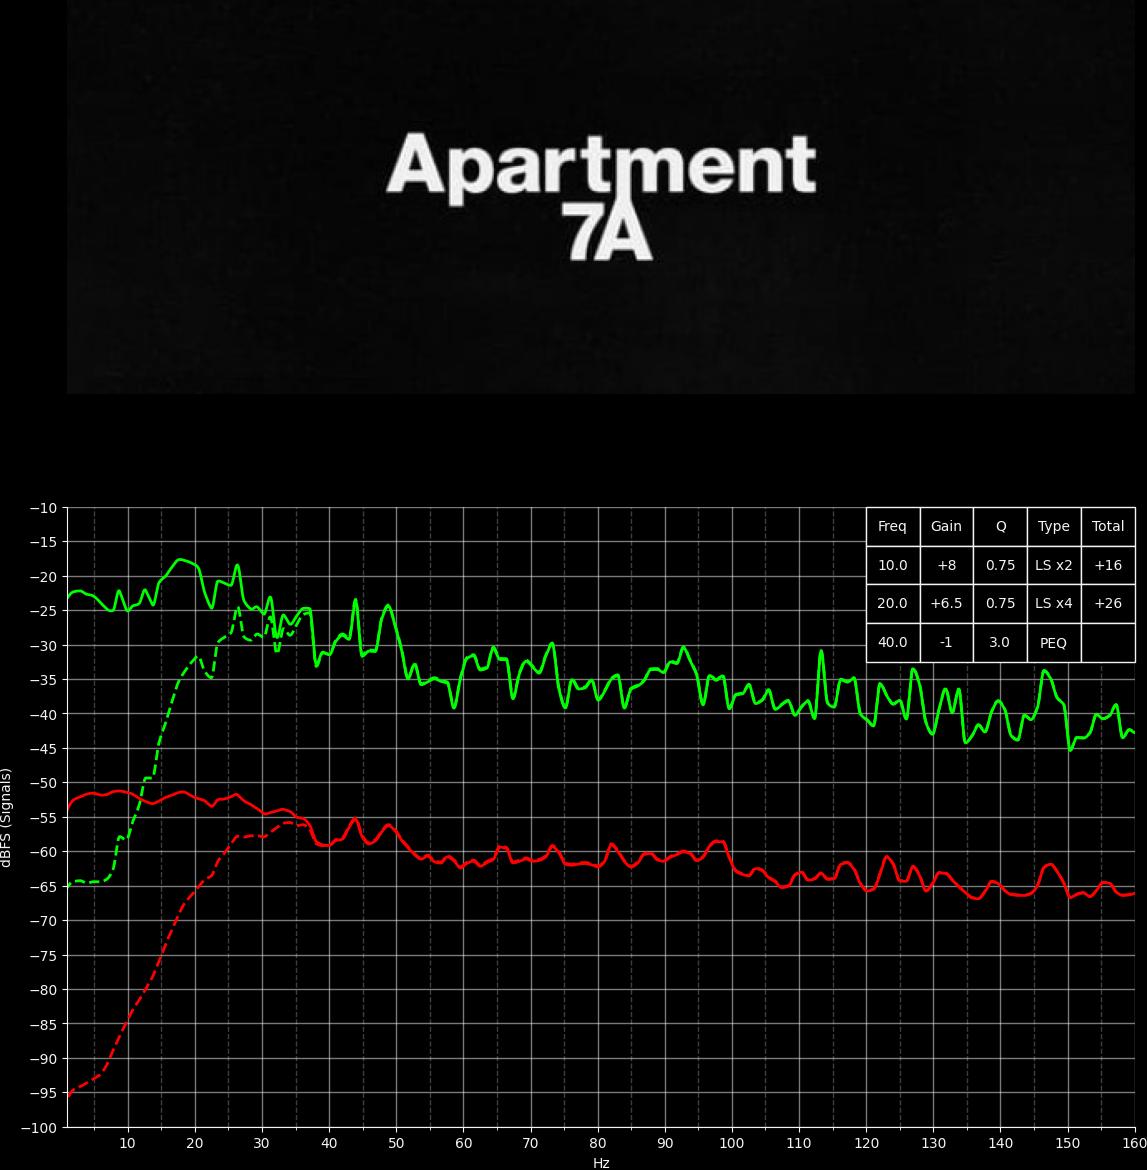 Apartment
7A
−10
−15
−20
−25
−30
−35
−40
−45
−50
−55
−60
−65
−70
−75
−80
−85
−90
−95
−100
dBFS (Signals)
Freq Gain Q Type Total
10.0 +8 0.75 LS x2 +16
20.0 +6.5 0.75 LS x4 +26
40.0 -1 3.0 PEQ
10 20 30 40 50 60 70 80 90 100 110 120 130 140 150 160
Hz